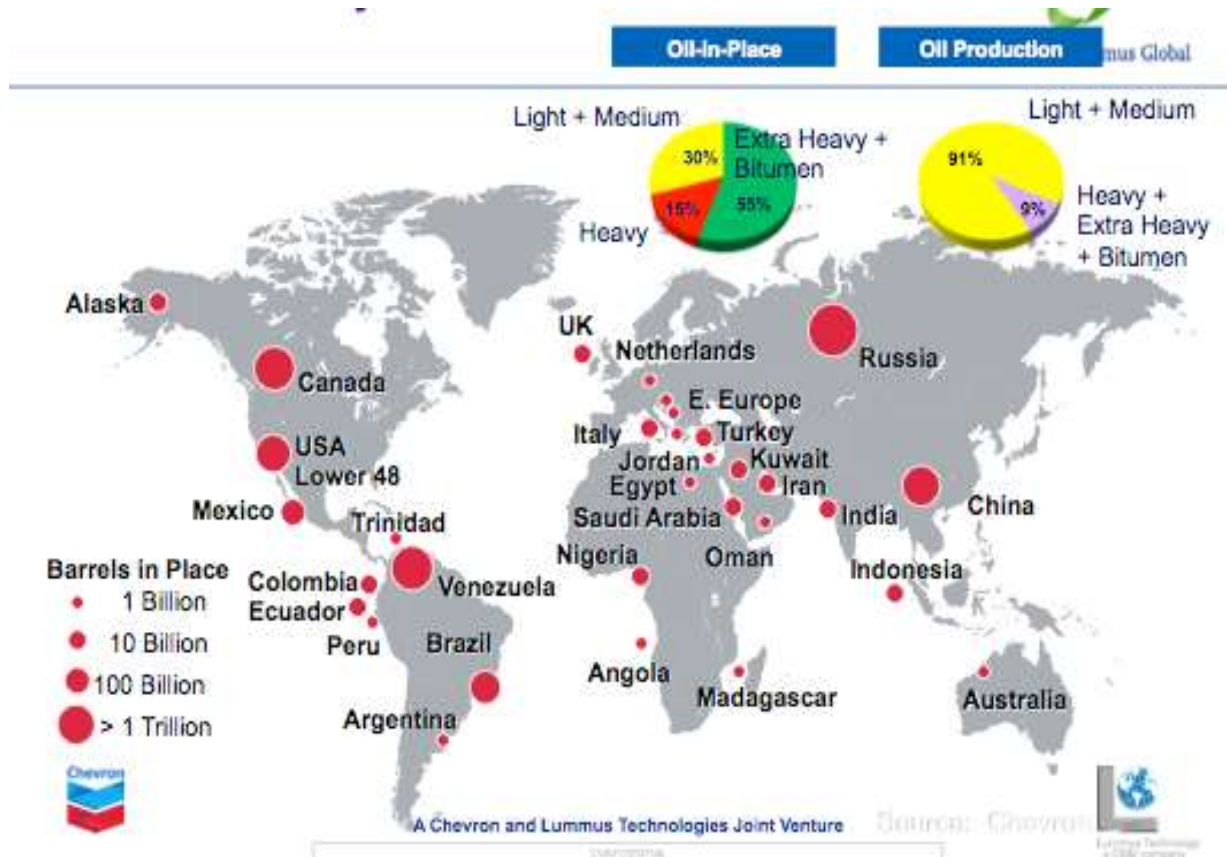 Oil-in-Place
Oil Production
mus Global
Light + Medium
Extra Heavy +
Bitumen
30%
55%
15%
Heavy
Light + Medium
91%
9%
Heavy +
Extra Heavy
+ Bitumen
Alaska
Canada
USA
Lower 48
Mexico
Trinidad
Venezuela
Colombia
Ecuador
Peru
Brazil
Argentina
UK
Netherlands
E. Europe
Italy
Turkey
Jordan
Kuwait
Egypt
Iran
Saudi Arabia
Oman
Nigeria
Angola
Madagascar
Russia
China
India
Indonesia
Australia
Barrels in Place
1 Billion
10 Billion
100 Billion
> 1 Trillion
Chevron
A Chevron and Lummus Technologies Joint Venture
Source: Chevron
Lummus Technology